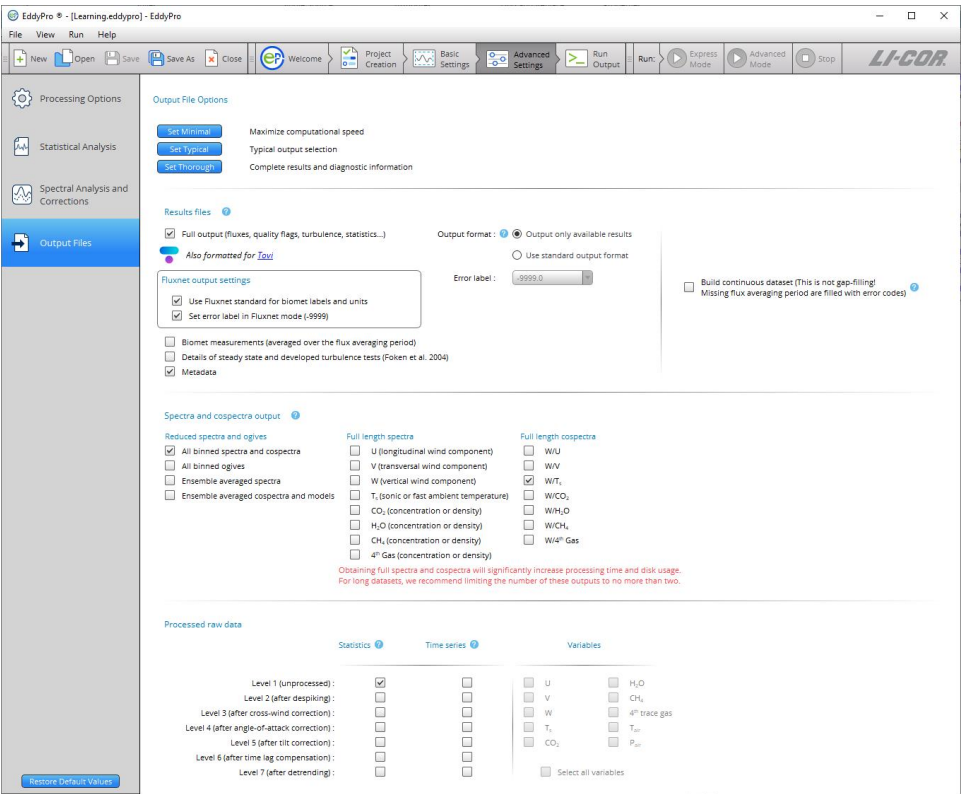 EddyPro ® - [Learning.eddypro] - EddyPro
File View Run Help
New Open Save Save As Close Welcome Project Creation Basic Settings Advanced Settings Run Output Run: Express Mode Advanced Mode Stop LI-COR.
Processing Options
Statistical Analysis
Spectral Analysis and
Corrections
Output Files
Restore Default Values
Output File Options
Set Minimal Maximize computational speed
Set Typical Typical output selection
Set Thorough Complete results and diagnostic information
Results files ?
Full output (fluxes, quality flags, turbulence, statistics...) Output format : ? Output only available results
Also formatted for Tovi Use standard output format
Fluxnet output settings Error label : -9999.0
Use Fluxnet standard for biomet labels and units
Set error label in Fluxnet mode (-9999)
Build continuous dataset (This is not gap-filling!
Missing flux averaging period are filled with error codes) ?
Biomet measurements (averaged over the flux averaging period)
Details of steady state and developed turbulence tests (Foken et al. 2004)
Metadata
Spectra and cospectra output ?
Reduced spectra and ogives Full length spectra Full length cospectra
All binned spectra and cospectra U (longitudinal wind component) W/U
All binned ogives V (transversal wind component) W/V
Ensemble averaged spectra W (vertical wind component) W/Tₛ
Ensemble averaged cospectra and models Tₛ (sonic or fast ambient temperature) W/CO₂
CO₂ (concentration or density) W/H₂O
H₂O (concentration or density) W/CH₄
CH₄ (concentration or density) W/4ᵗʰ Gas
4ᵗʰ Gas (concentration or density)
Obtaining full spectra and cospectra will significantly increase processing time and disk usage.
For long datasets, we recommend limiting the number of these outputs to no more than two.
Processed raw data
Statistics ? Time series ? Variables
Level 1 (unprocessed) : U H₂O
Level 2 (after despiking) : V CH₄
Level 3 (after cross-wind correction) : W 4ᵗʰ trace gas
Level 4 (after angle-of-attack correction) : Tₛ Tₐᵢᵣ
Level 5 (after tilt correction) : CO₂ Pₐᵢᵣ
Level 6 (after time lag compensation) :
Level 7 (after detrending) : Select all variables